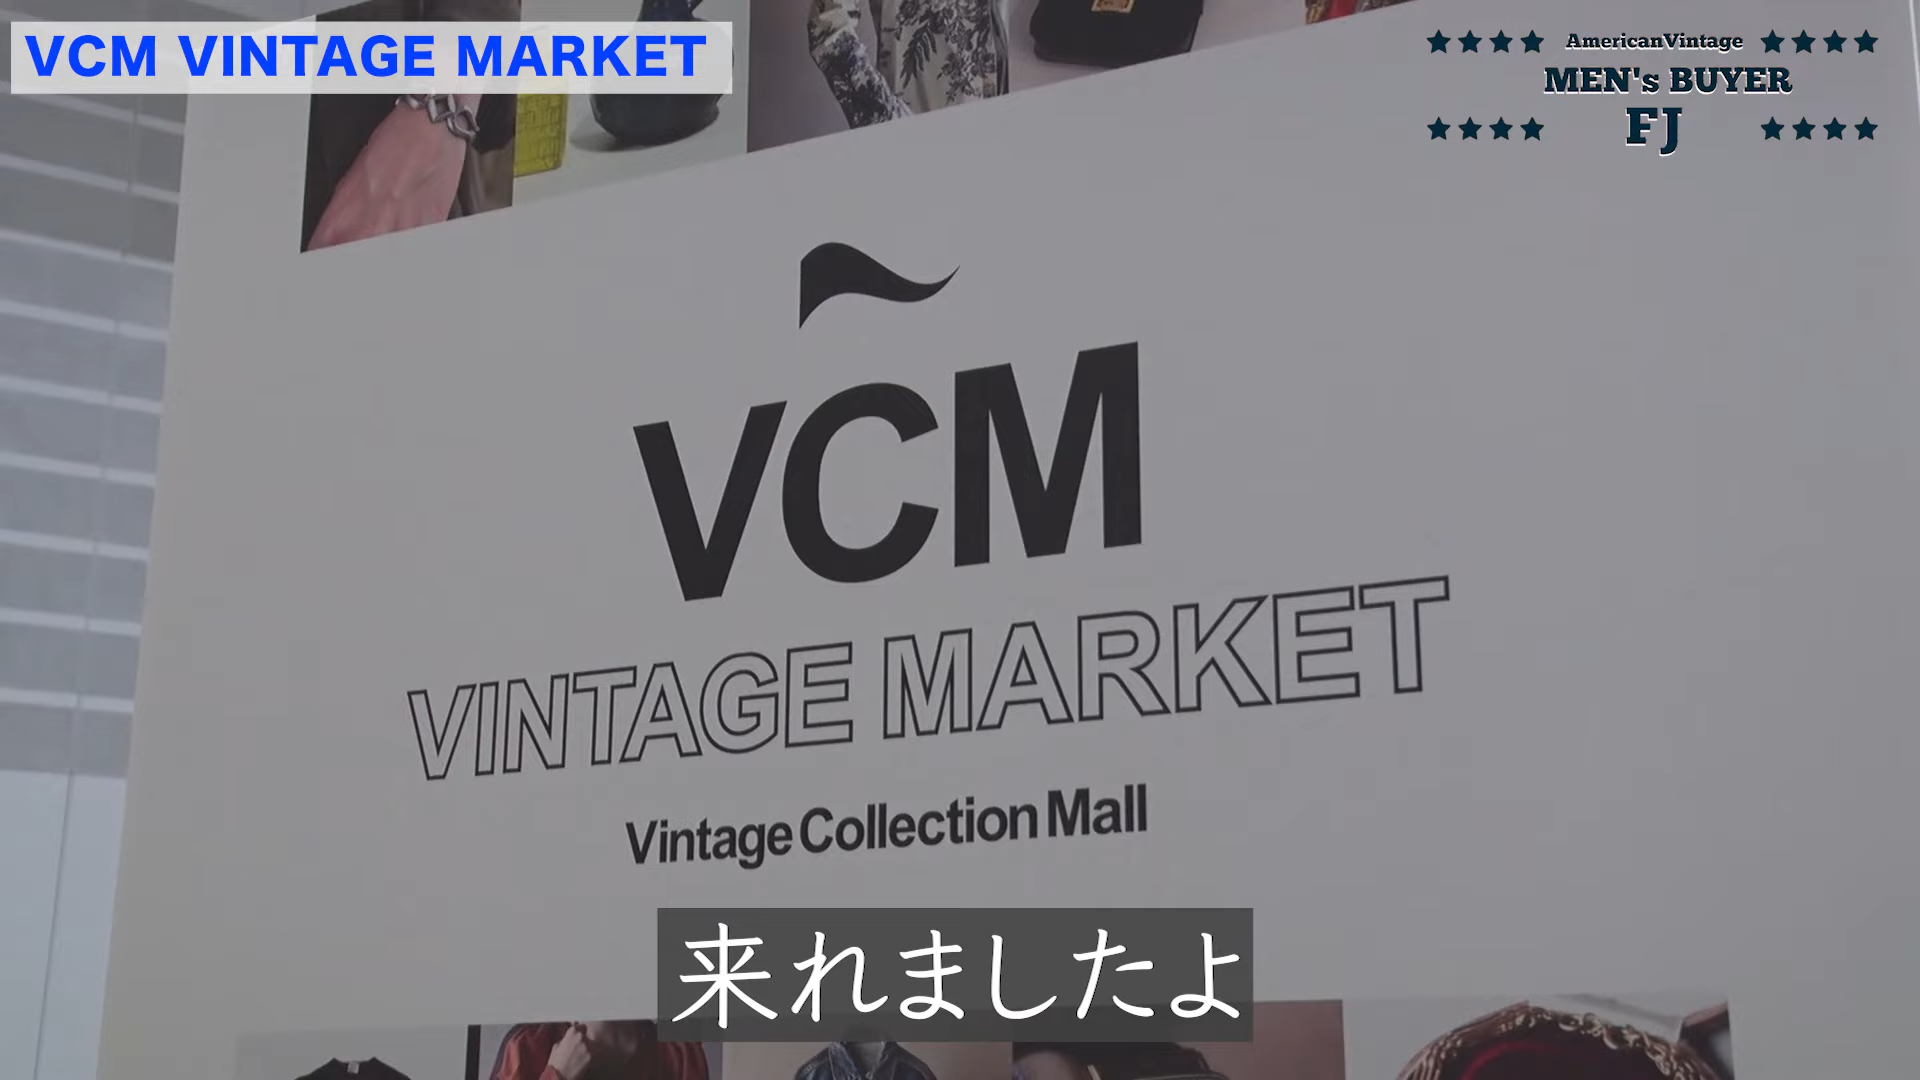 VCM VINTAGE MARKET
AmericanVintage
MEN's BUYER
FJ
VCM
VINTAGE MARKET
Vintage Collection Mall
来れましたよ